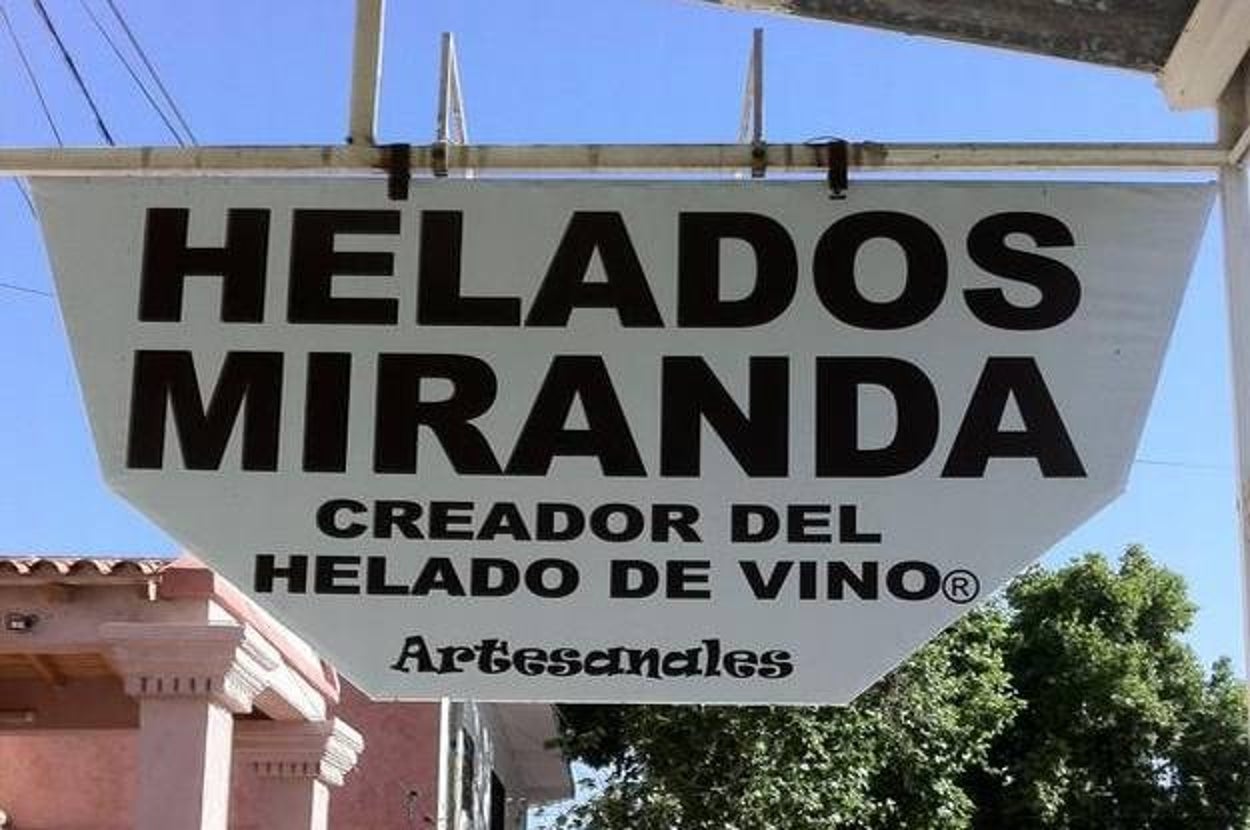 HELADOS
MIRANDA
CREADOR DEL
HELADO DE VINO®
Artesanales